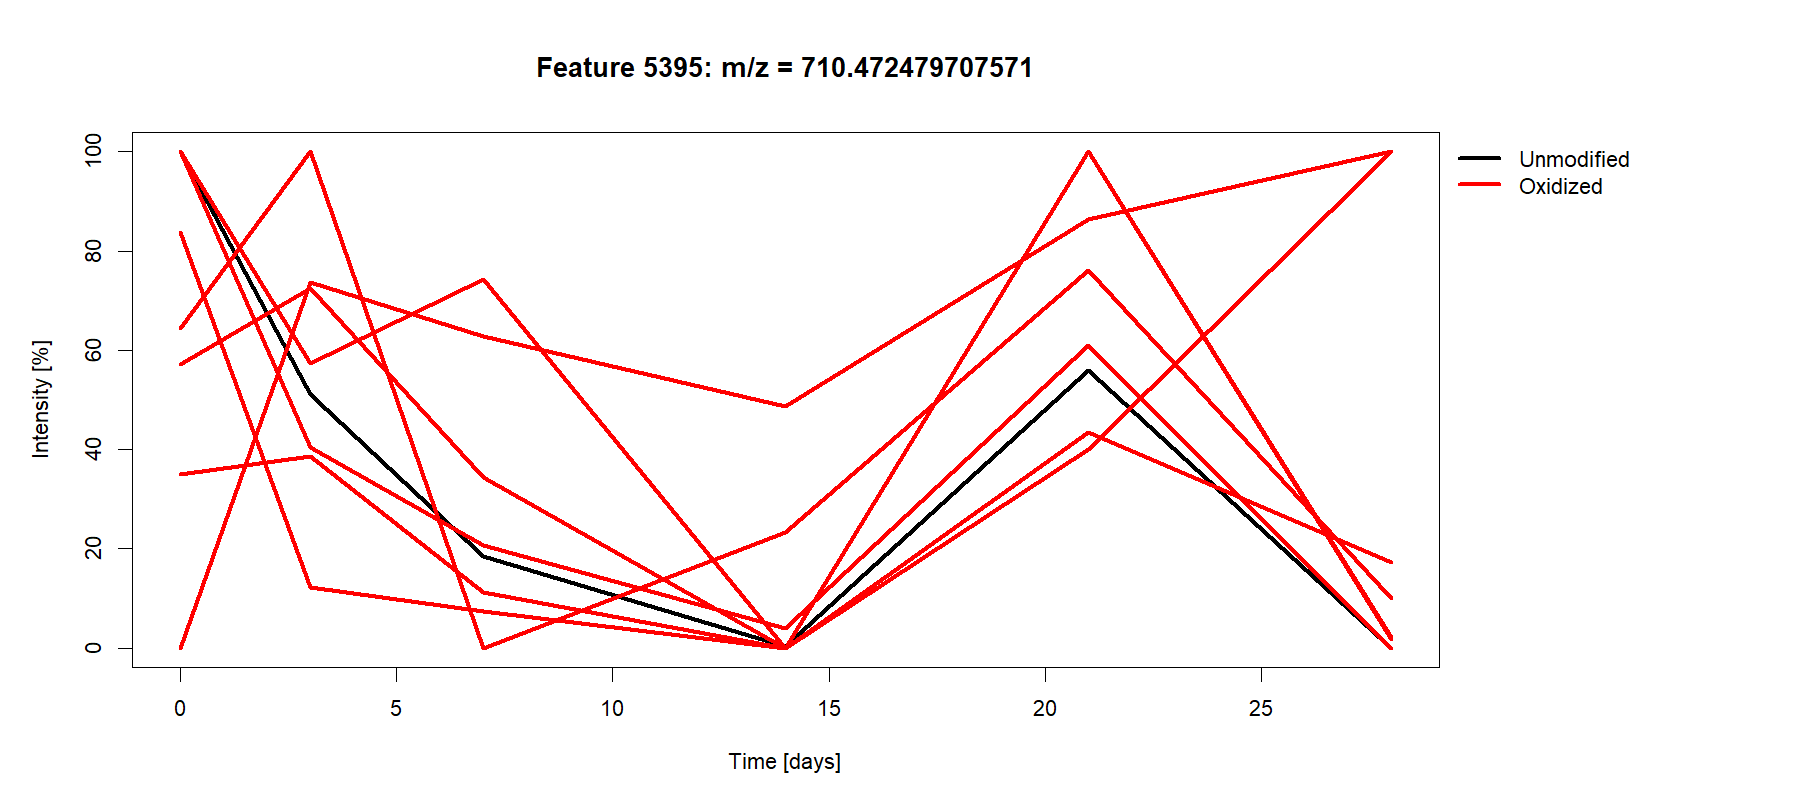 Feature 5395: m/z = 710.472479707571
Unmodified
Oxidized
Intensity [%]
100
80
60
40
20
0
0 5 10 15 20 25
Time [days]